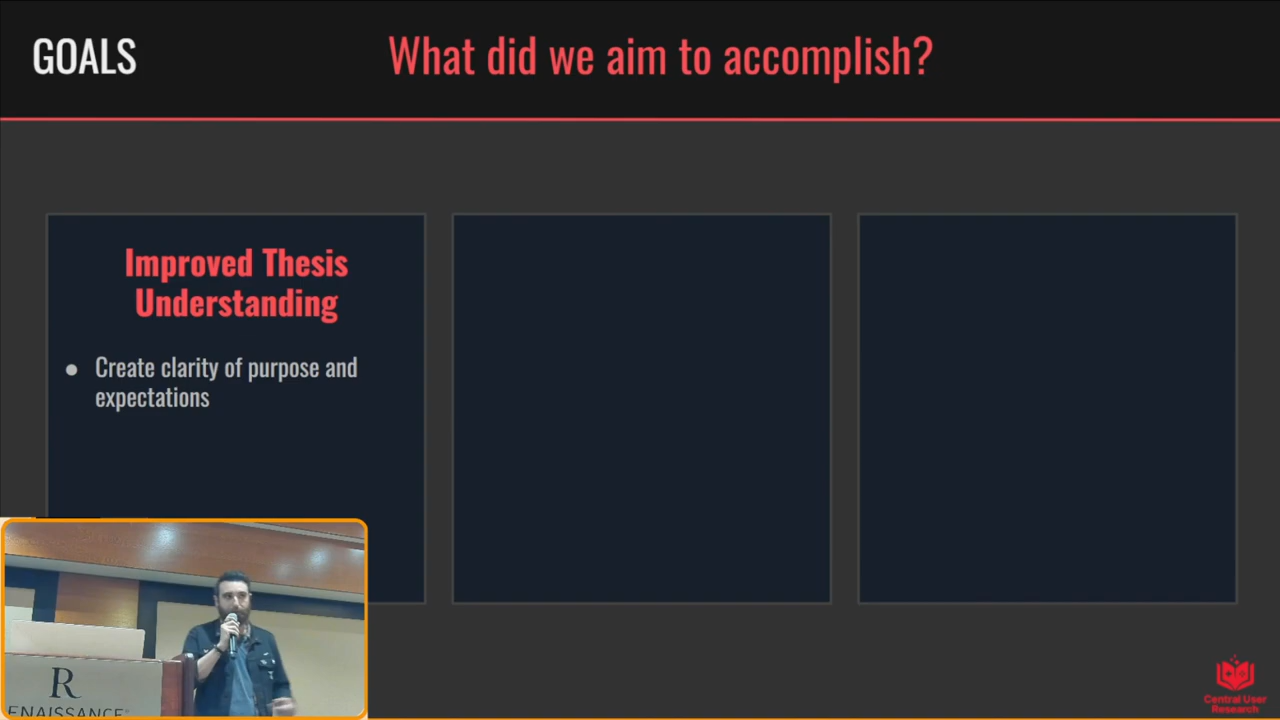 GOALS
What did we aim to accomplish?
Improved Thesis
Understanding
● Create clarity of purpose and
expectations
R
ENAISSANCE
Central User
Research